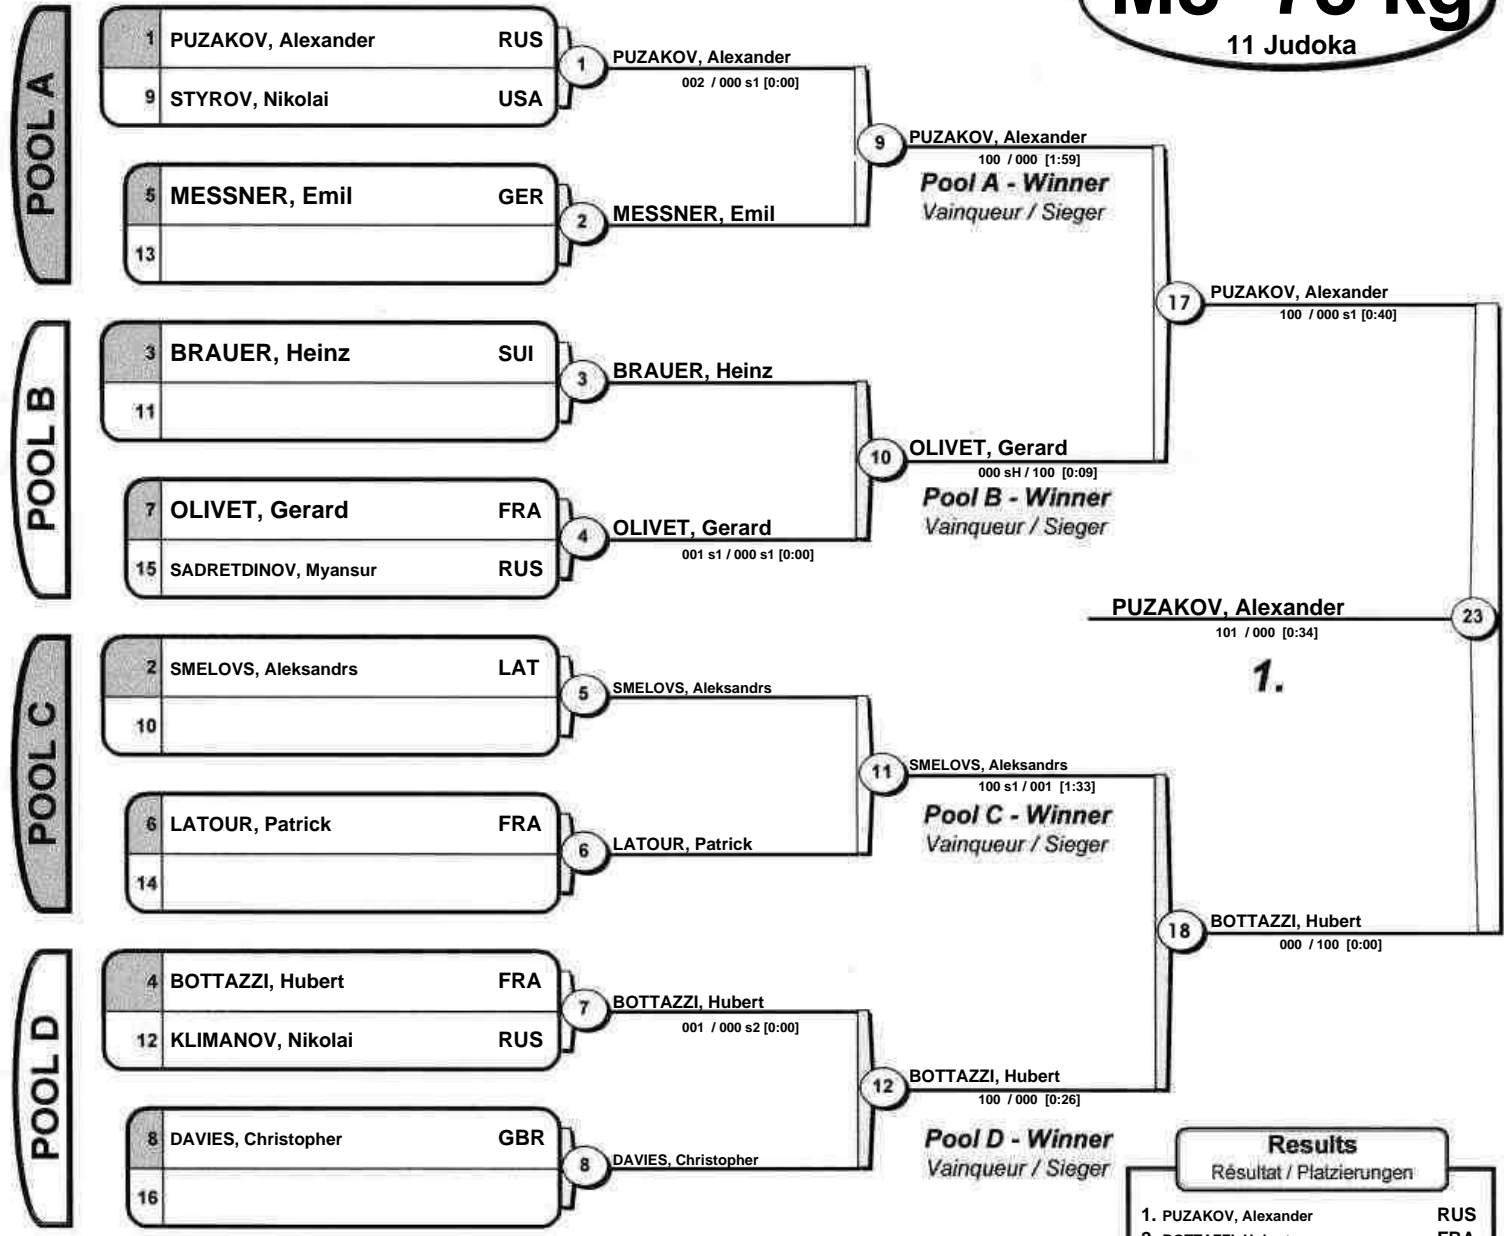 M6 -73 kg
11 Judoka
POOL A
1 PUZAKOV, Alexander RUS
9 STYROV, Nikolai USA
1 PUZAKOV, Alexander
002 / 000 s1 [0:00]
5 MESSNER, Emil GER
13
2 MESSNER, Emil
9 PUZAKOV, Alexander
100 / 000 [1:59]
Pool A - Winner
Vainqueur / Sieger
POOL B
3 BRAUER, Heinz SUI
11
3 BRAUER, Heinz
7 OLIVET, Gerard FRA
15 SADRETDINOV, Myansur RUS
4 OLIVET, Gerard
001 s1 / 000 s1 [0:00]
10 OLIVET, Gerard
000 sH / 100 [0:09]
Pool B - Winner
Vainqueur / Sieger
17 PUZAKOV, Alexander
100 / 000 s1 [0:40]
PUZAKOV, Alexander 23
101 / 000 [0:34]
1.
POOL C
2 SMELOVS, Aleksandrs LAT
10
5 SMELOVS, Aleksandrs
6 LATOUR, Patrick FRA
14
6 LATOUR, Patrick
11 SMELOVS, Aleksandrs
100 s1 / 001 [1:33]
Pool C - Winner
Vainqueur / Sieger
POOL D
4 BOTTAZZI, Hubert FRA
12 KLIMANOV, Nikolai RUS
7 BOTTAZZI, Hubert
001 / 000 s2 [0:00]
8 DAVIES, Christopher GBR
16
8 DAVIES, Christopher
12 BOTTAZZI, Hubert
100 / 000 [0:26]
Pool D - Winner
Vainqueur / Sieger
18 BOTTAZZI, Hubert
000 / 100 [0:00]
Results
Résultat / Platzierungen
1. PUZAKOV, Alexander RUS
2. BOTTAZZI, Hubert FRA